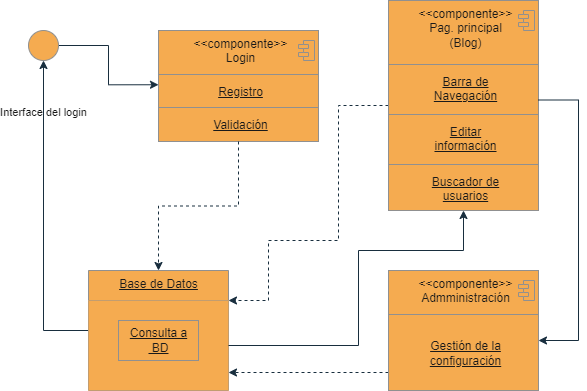 <<componente>>
Login
Registro
Validación
Interface del login
<<componente>>
Pag. principal
(Blog)
Barra de
Navegación
Editar
información
Buscador de
usuarios
Base de Datos
Consulta a
BD
<<componente>>
Admministración
Gestión de la
configuración